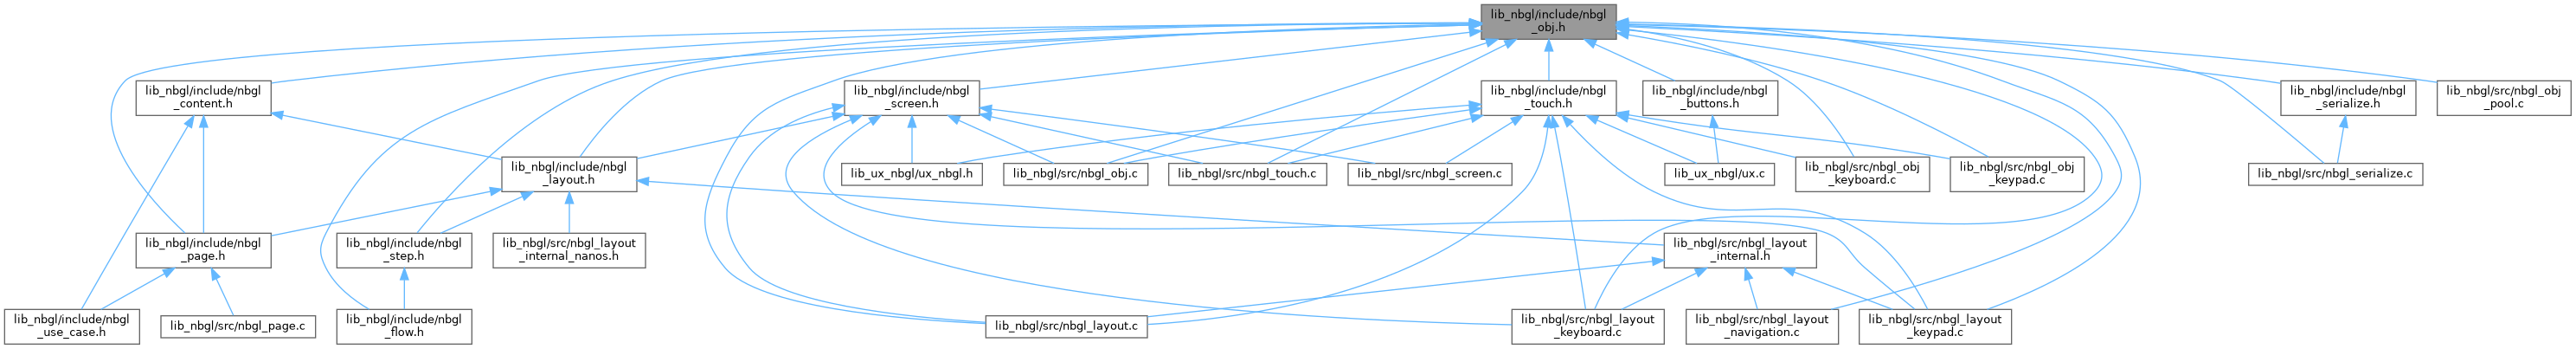 lib_nbgl/include/nbgl
_obj.h
lib_nbgl/include/nbgl
_content.h
lib_nbgl/include/nbgl
_screen.h
lib_nbgl/include/nbgl
_touch.h
lib_nbgl/include/nbgl
_buttons.h
lib_nbgl/include/nbgl
_serialize.h
lib_nbgl/src/nbgl_obj
_pool.c
lib_nbgl/include/nbgl
_layout.h
lib_ux_nbgl/ux_nbgl.h
lib_nbgl/src/nbgl_obj.c
lib_nbgl/src/nbgl_touch.c
lib_nbgl/src/nbgl_screen.c
lib_ux_nbgl/ux.c
lib_nbgl/src/nbgl_obj
_keyboard.c
lib_nbgl/src/nbgl_obj
_keypad.c
lib_nbgl/src/nbgl_serialize.c
lib_nbgl/include/nbgl
_page.h
lib_nbgl/include/nbgl
_step.h
lib_nbgl/src/nbgl_layout
_internal_nanos.h
lib_nbgl/src/nbgl_layout
_internal.h
lib_nbgl/include/nbgl
_use_case.h
lib_nbgl/src/nbgl_page.c
lib_nbgl/include/nbgl
_flow.h
lib_nbgl/src/nbgl_layout.c
lib_nbgl/src/nbgl_layout
_keyboard.c
lib_nbgl/src/nbgl_layout
_navigation.c
lib_nbgl/src/nbgl_layout
_keypad.c